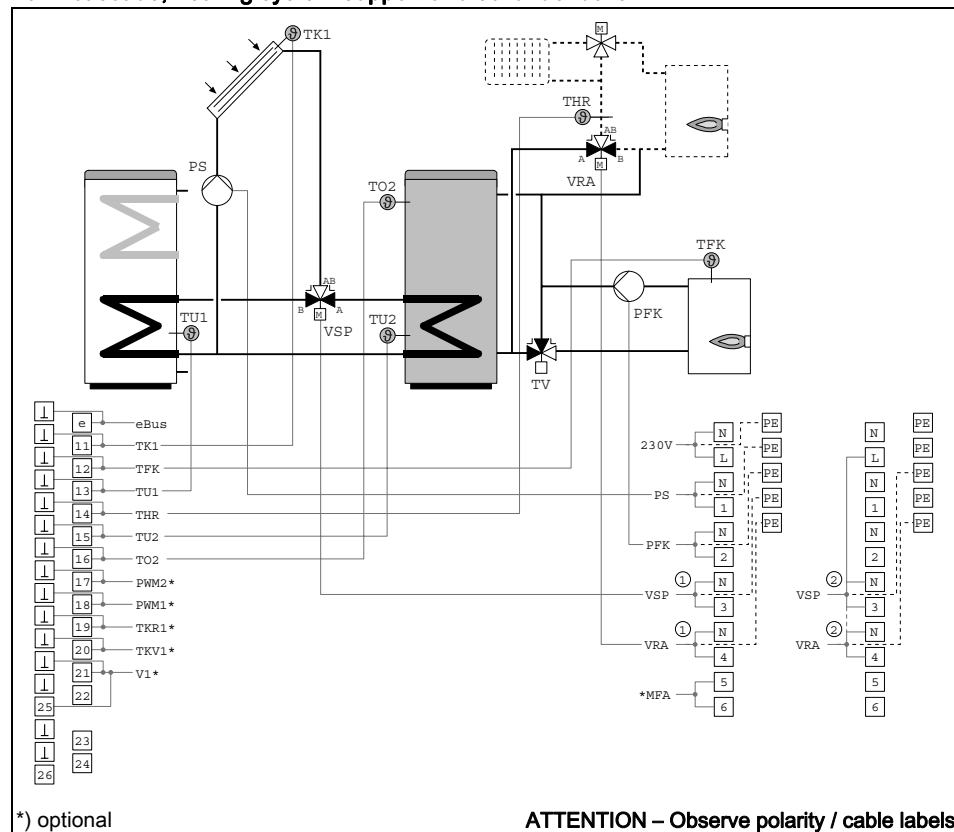 TK1
M
THR
AB
A B
M
VRA
PS
TO2
TFK
AB
B A
M
VSP
PFK
TU1
TU2
TV
⊥
e eBus
⊥
11 TK1
⊥
12 TFK
⊥
13 TU1
⊥
14 THR
⊥
15 TU2
⊥
16 TO2
⊥
17 PWM2*
⊥
18 PWM1*
⊥
19 TKR1*
⊥
20 TKV1*
⊥
21 V1*
⊥
22
25
⊥
23
⊥
24
26
230V N PE
L PE
PS N PE
1 PE
PFK N PE
2
VSP ① N
3
VRA ① N
4
*MFA 5
6
N PE
L PE
N PE
1 PE
N PE
2
VSP ② N
3
VRA ② N
4
5
6
*) optional
ATTENTION – Observe polarity / cable labels